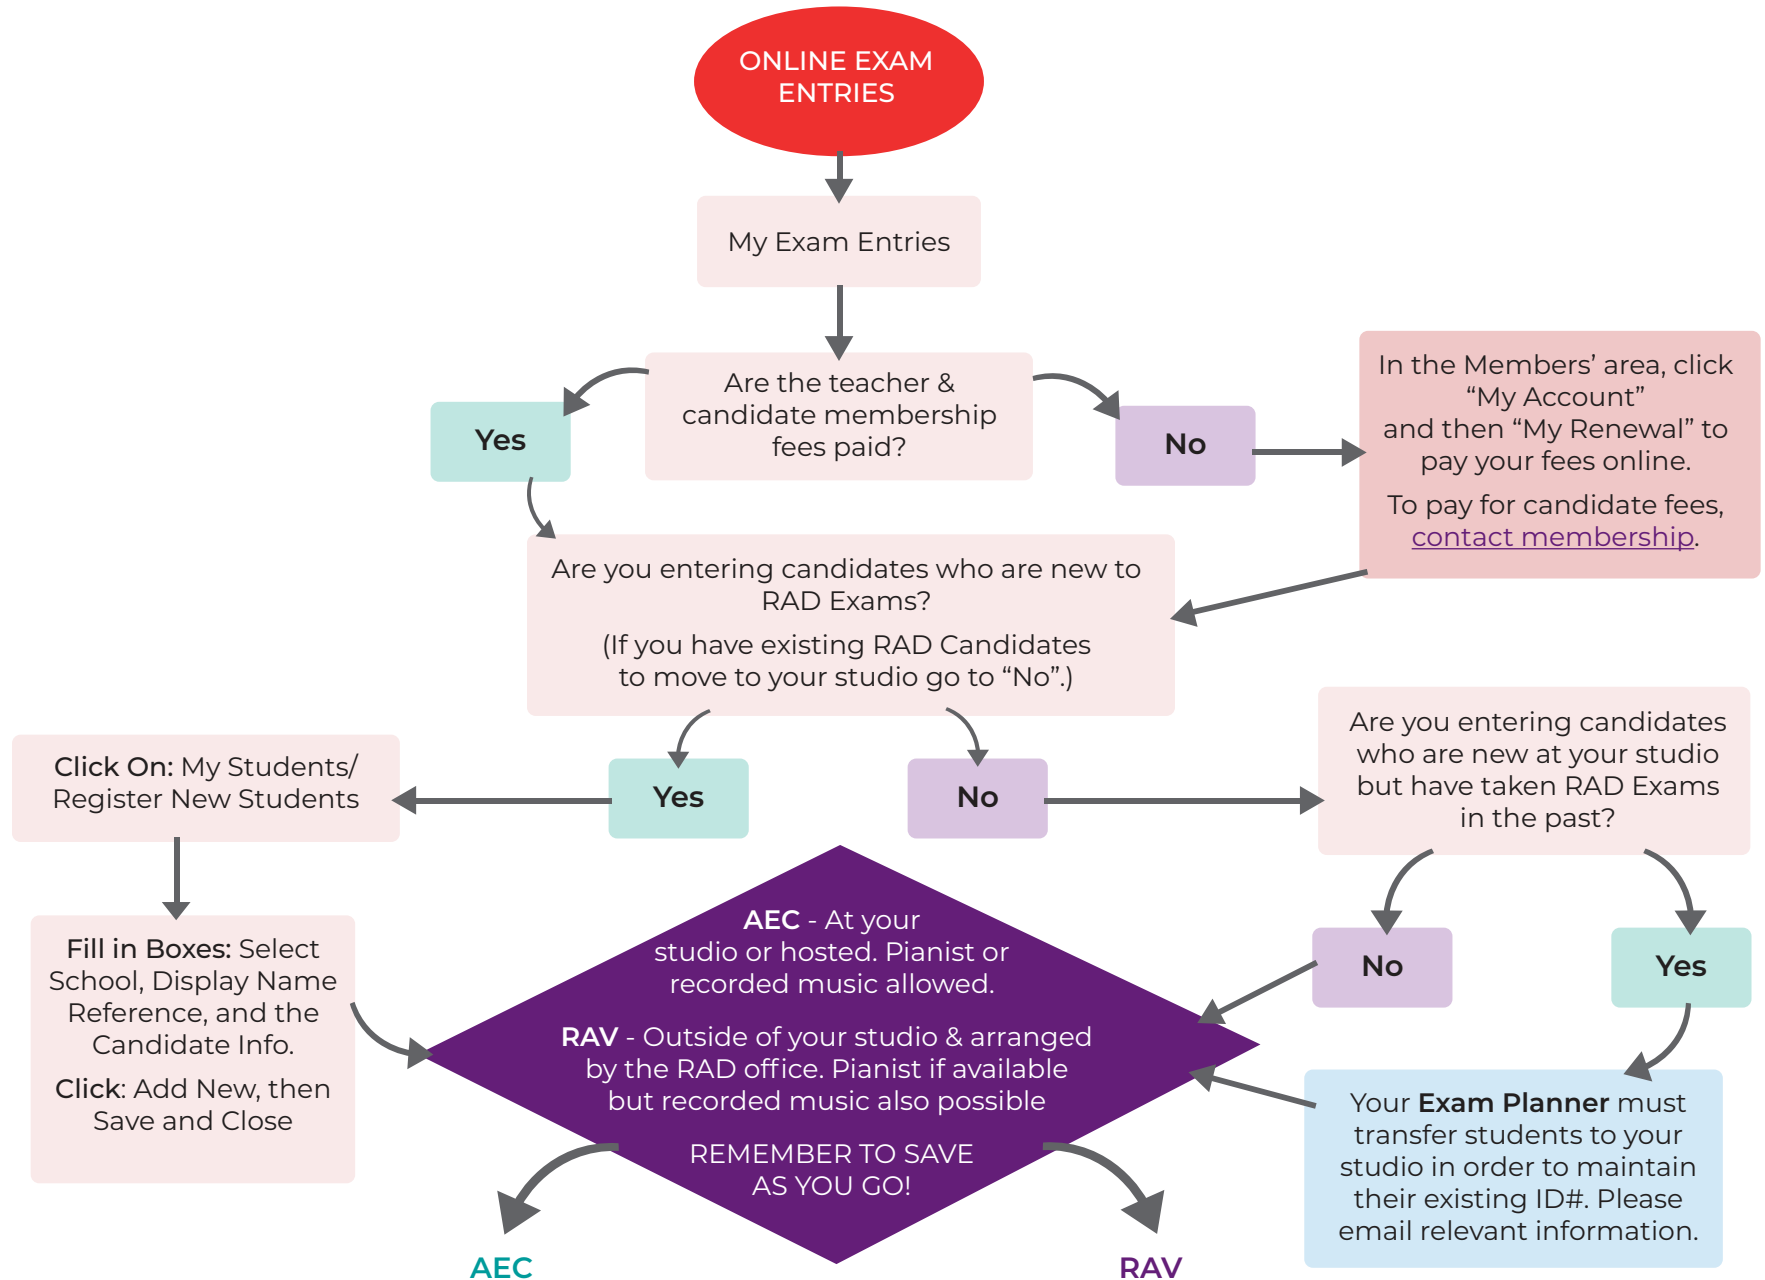 ONLINE EXAM
ENTRIES
My Exam Entries
Are the teacher &
candidate membership
fees paid?
Yes
No
In the Members’ area, click
“My Account”
and then “My Renewal” to
pay your fees online.
To pay for candidate fees,
contact membership.
Are you entering candidates who are new to
RAD Exams?
(If you have existing RAD Candidates
to move to your studio go to “No”.)
Yes
No
Click On: My Students/
Register New Students
Are you entering candidates
who are new at your studio
but have taken RAD Exams
in the past?
Fill in Boxes: Select
School, Display Name
Reference, and the
Candidate Info.
Click: Add New, then
Save and Close
AEC - At your
studio or hosted. Pianist or
recorded music allowed.
RAV - Outside of your studio & arranged
by the RAD office. Pianist if available
but recorded music also possible
REMEMBER TO SAVE
AS YOU GO!
No
Yes
Your Exam Planner must
transfer students to your
studio in order to maintain
their existing ID#. Please
email relevant information.
AEC
RAV